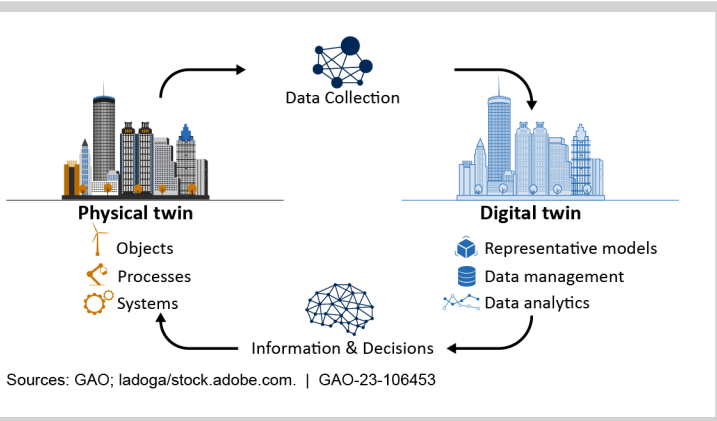 Data Collection
Physical twin
Objects
Processes
Systems
Digital twin
Representative models
Data management
Data analytics
Information & Decisions
Sources: GAO; ladoga/stock.adobe.com. | GAO-23-106453